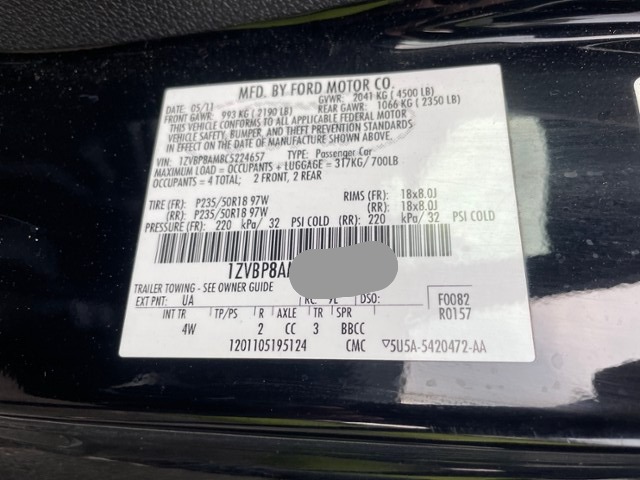 MFD. BY FORD MOTOR CO.
DATE: 05/11 GVWR: 2041 KG ( 4500 LB)
FRONT GAWR: 993 KG ( 2190 LB) REAR GAWR: 1066 KG ( 2350 LB)
THIS VEHICLE CONFORMS TO ALL APPLICABLE FEDERAL MOTOR
VEHICLE SAFETY, BUMPER, AND THEFT PREVENTION STANDARDS
IN EFFECT ON THE DATE OF MANUFACTURE SHOWN ABOVE.
VIN: 1ZVBP8AM8C5224657 TYPE: Passenger Car
MAXIMUM LOAD = OCCUPANTS + LUGGAGE = 317KG/ 700LB
OCCUPANTS = 4 TOTAL; 2 FRONT, 2 REAR
TIRE (FR): P235/50R18 97W RIMS (FR): 18x8.0J
(RR): P235/50R18 97W (RR): 18x8.0J
PRESSURE (FR): 220 kPa/ 32 PSI COLD (RR): 220 kPa/ 32 PSI COLD
1ZVBP8AM
TRAILER TOWING - SEE OWNER GUIDE
EXT PNT: UA RC: 92 DSO: F0082
INT TR TP/PS R AXLE TR SPR R0157
4W 2 CC 3 BBCC
1201105195124 CMC ▽5U5A-5420472-AA